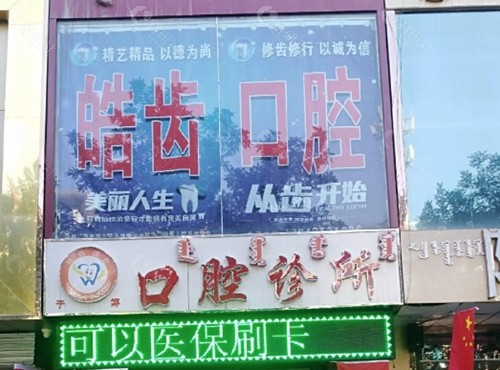 精艺精品 以德为尚
修齿修行 以诚为信
皓齿 口腔
美丽人生 从齿开始
口腔诊所
可以医保刷卡